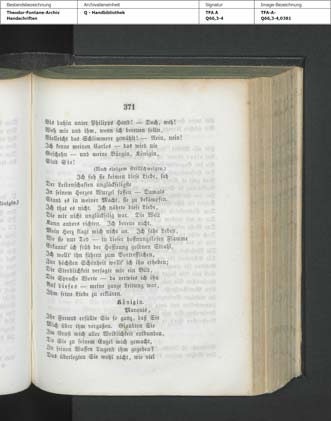 Bestandsbezeichnung
Archivalieneinheit
Signatur
Image-Bezeichnung
Theodor-Fontane-Archiv
Handschriften
Q - Handbibliothek
TFA A
Q66,3-4
TFA-A-
Q66,3-4,0381
371
Bis dahin unter Philipps Hand! — Doch, weh!
Weh mir und ihm, wenn ich bereuen sollte,
Vielleicht das Schlimmere gewählt! — Nein, nein!
Ich kenne meinen Carlos — das wird nie
Geschehn — und meine Bürgin, Königin,
Sind Sie!
(Nach einigem Stillschweigen.)
Ich sah sie keimen diese Liebe, sah
Der Leidenschaften unglückseligste
In seinem Herzen Wurzel fassen — Damals
Stand es in meiner Macht, sie zu bekämpfen.
Ich that es nicht. Ich nährte diese Liebe,
Die mir nicht unglückselig war. Die Welt
Kann anders richten. Ich bereue nicht.
Mein Herz klagt mich nicht an. Ich sahe Leben,
Wo sie nur Tod — in dieser hoffnungslosen Flamme
Erkannt' ich früh der Hoffnung goldnen Strahl.
Ich wollt' ihn führen zum Vortrefflichen,
Zur höchsten Schönheit wollt' ich ihn erheben;
Die Sterblichkeit versagte mir ein Bild,
Die Sprache Worte — da verwies ich ihn
Auf dieses — meine ganze Leitung war,
Ihm seine Liebe zu erklären.
Königin.
Marquis,
Ihr Freund erfüllte Sie so ganz, daß Sie
Mich über ihm vergaßen. Glaubten Sie
Im Ernst mich aller Weiblichkeit entbunden,
Da Sie zu seinem Engel mich gemacht,
Zu seinen Waffen Tugend ihm gegeben?
Das überlegten Sie wohl nicht, wie viel